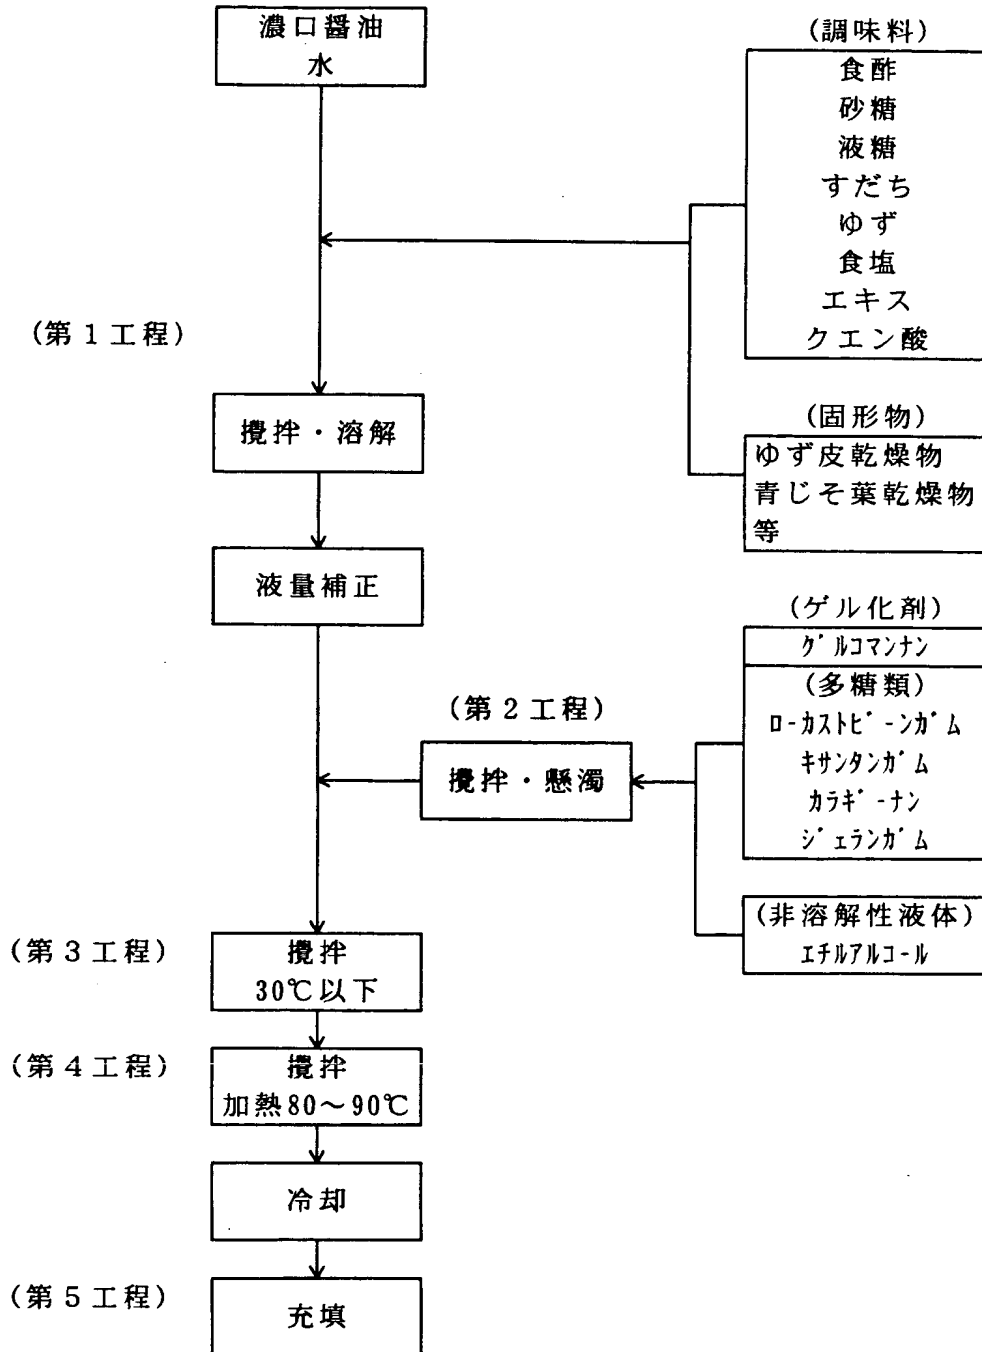 濃口醤油
水
(調味料)
食酢
砂糖
液糖
すだち
ゆず
食塩
エキス
クエン酸
(第1工程)
攪拌・溶解
(固形物)
ゆず皮乾燥物
青じそ葉乾燥物
等
液量補正
(ゲル化剤)
グルコマンナン
(多糖類)
ローカストビーンガム
キサンタンガム
カラギーナン
ジェランガム
(第2工程)
攪拌・懸濁
(非溶解性液体)
エチルアルコール
(第3工程)
攪拌
30℃以下
(第4工程)
攪拌
加熱80～90℃
冷却
(第5工程)
充填